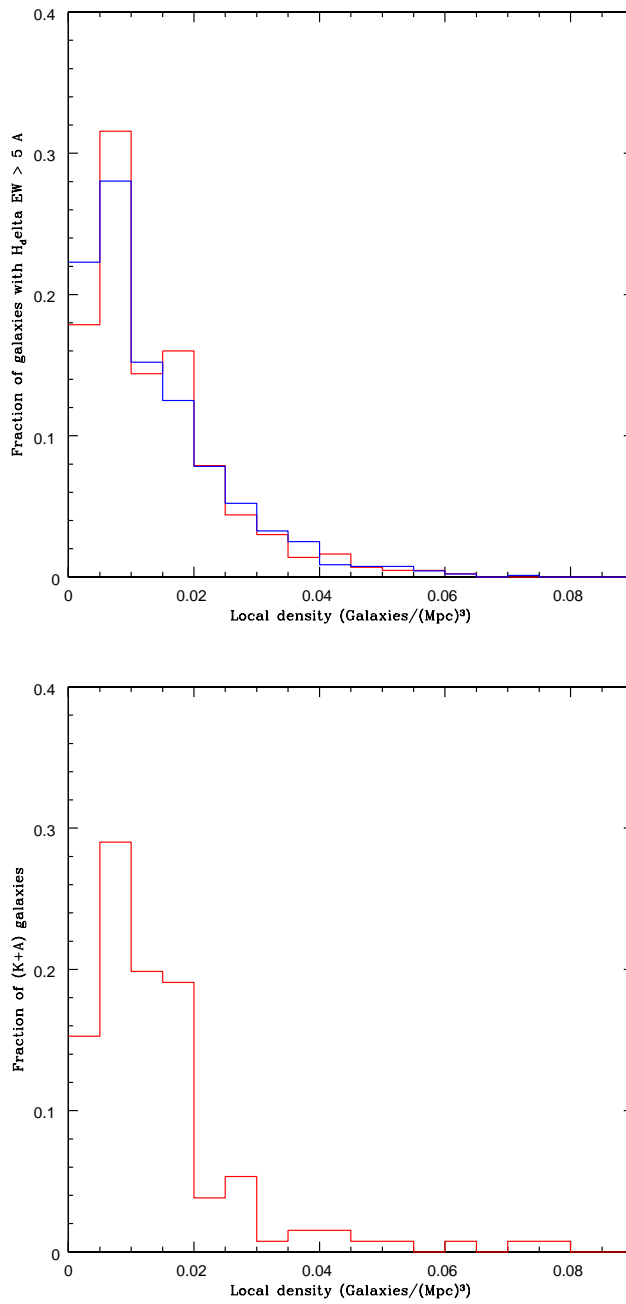 0.4
0.3
0.2
0.1
0
Fraction of galaxies with H_delta EW > 5 A
0 0.02 0.04 0.06 0.08
Local density (Galaxies/(Mpc)³)
0.4
0.3
0.2
0.1
0
Fraction of (K+A) galaxies
0 0.02 0.04 0.06 0.08
Local density (Galaxies/(Mpc)³)